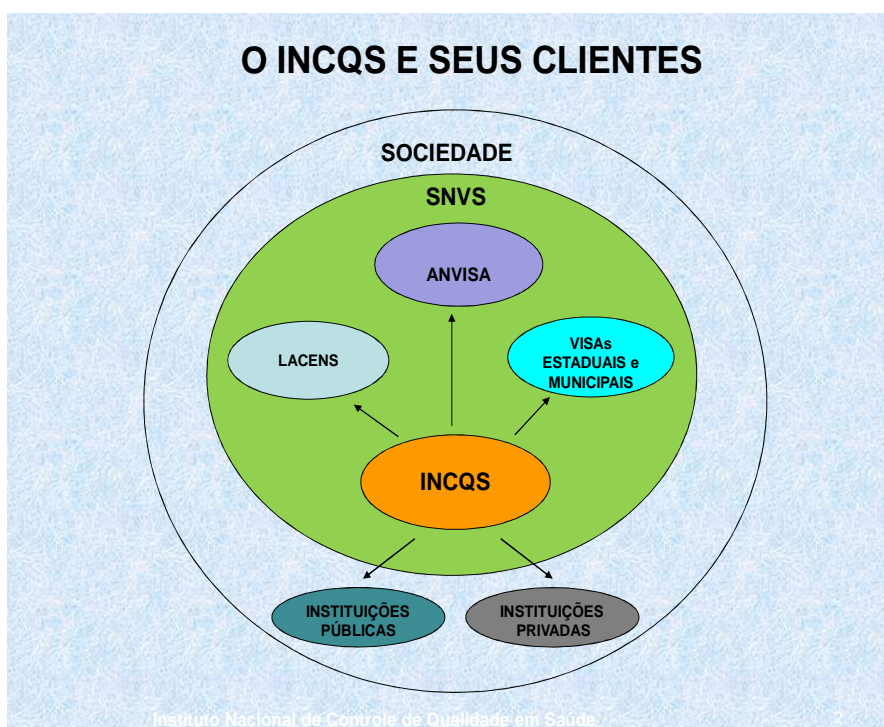 O INCQS E SEUS CLIENTES
SOCIEDADE
SNVS
ANVISA
LACENS
VISAs
ESTADUAIS e
MUNICIPAIS
INCQS
INSTITUIÇÕES
PÚBLICAS
INSTITUIÇÕES
PRIVADAS
Instituto Nacional de Controle de Qualidade em Saúde